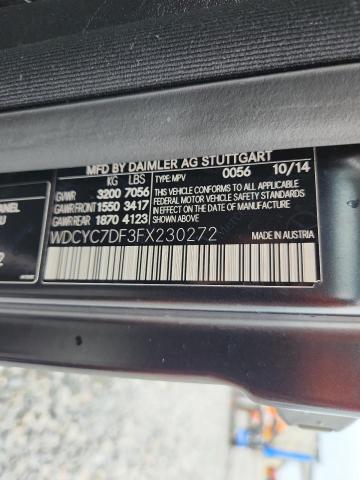 MFD BY DAIMLER AG STUTTGART
KG LBS
GVWR 3200 7056
GAWR FRONT 1550 3417
GAWR REAR 1870 4123
TYPE: MPV 0056 10/14
THIS VEHICLE CONFORMS TO ALL APPLICABLE
FEDERAL MOTOR VEHICLE SAFETY STANDARDS
IN EFFECT ON THE DATE OF MANUFACTURE
SHOWN ABOVE.
WDCYC7DF3FX230272
MADE IN AUSTRIA
ANEL
U
2